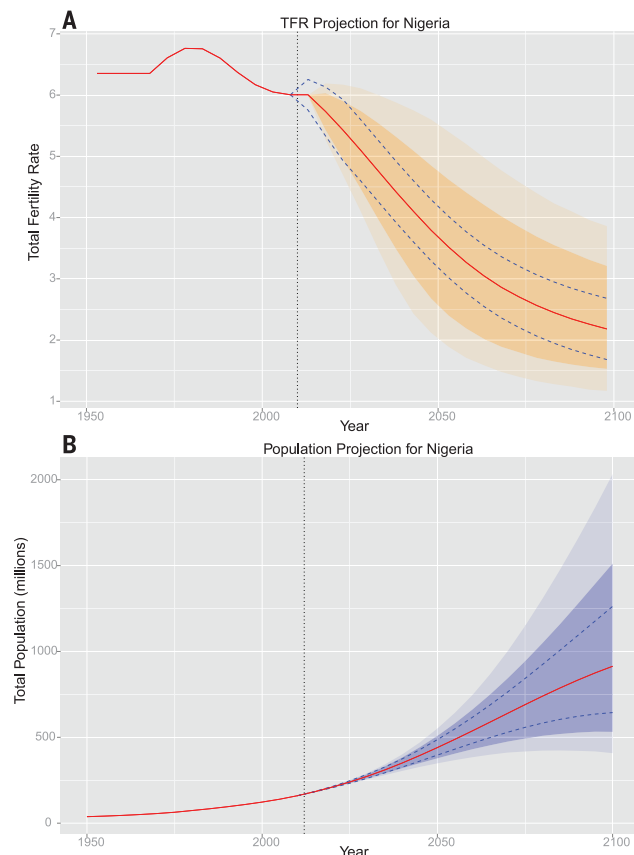 A
TFR Projection for Nigeria
Total Fertility Rate
7
6
5
4
3
2
1
1950
2000
2050
2100
Year
B
Population Projection for Nigeria
Total Population (millions)
2000
1500
1000
500
0
1950
2000
2050
2100
Year